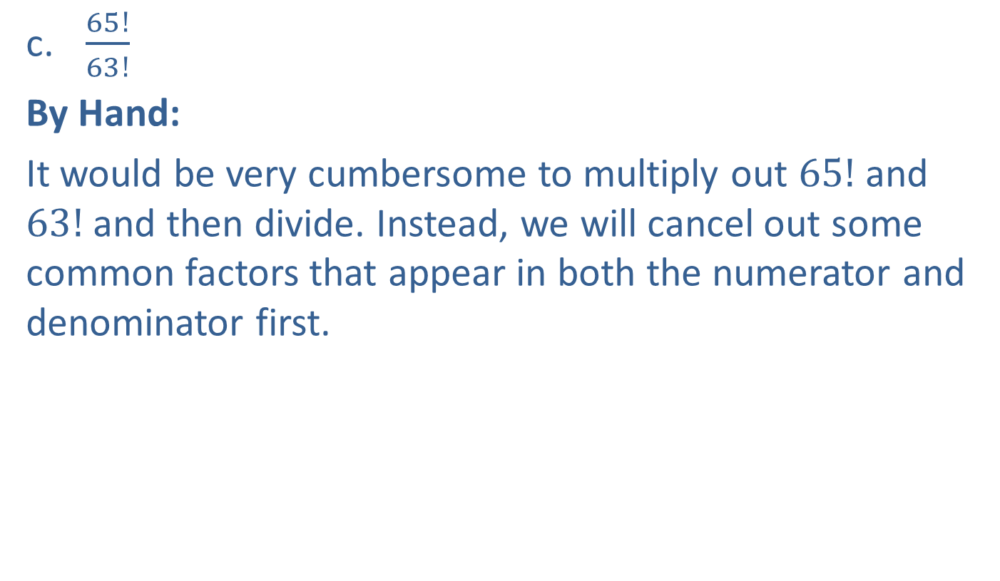 c. 65!/63!
By Hand:
It would be very cumbersome to multiply out 65! and
63! and then divide. Instead, we will cancel out some
common factors that appear in both the numerator and
denominator first.